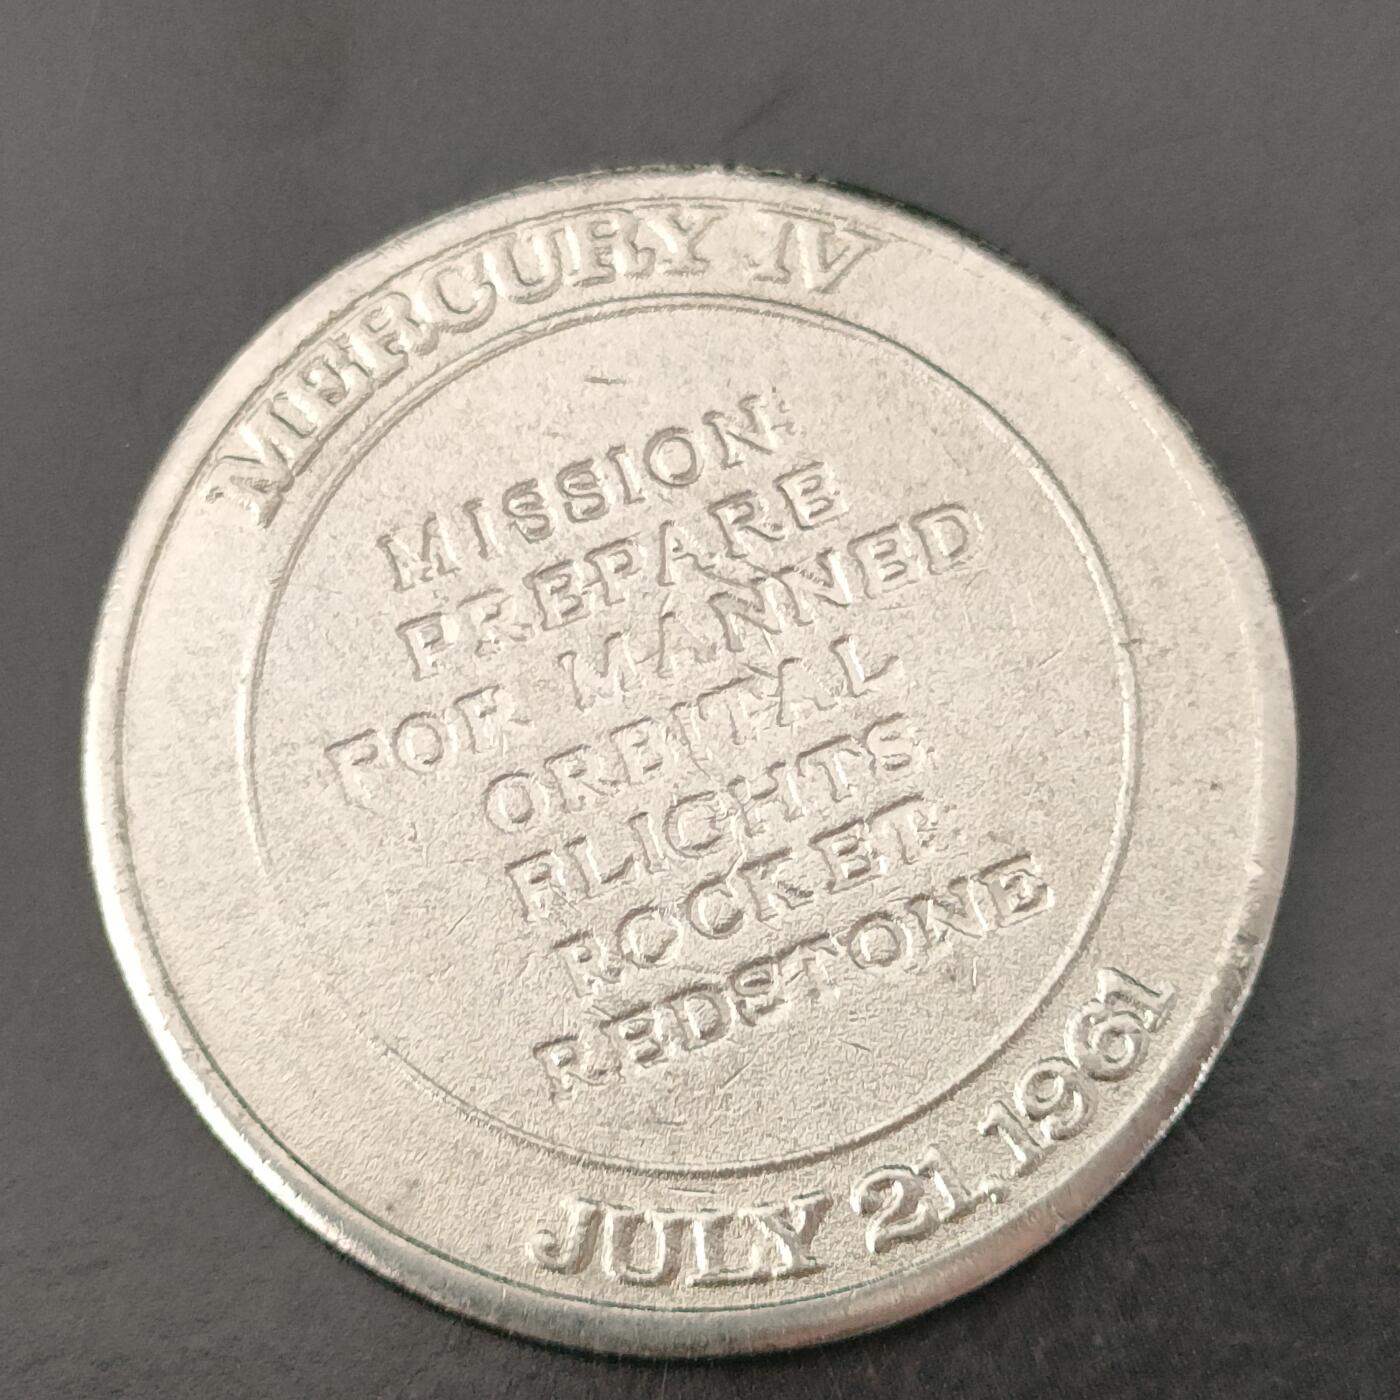 MERCURY IV
MISSION
PREPARE
FOR MANNED
ORBITAL
FLIGHTS
ROCKET
REDSTONE
JULY 21, 1961